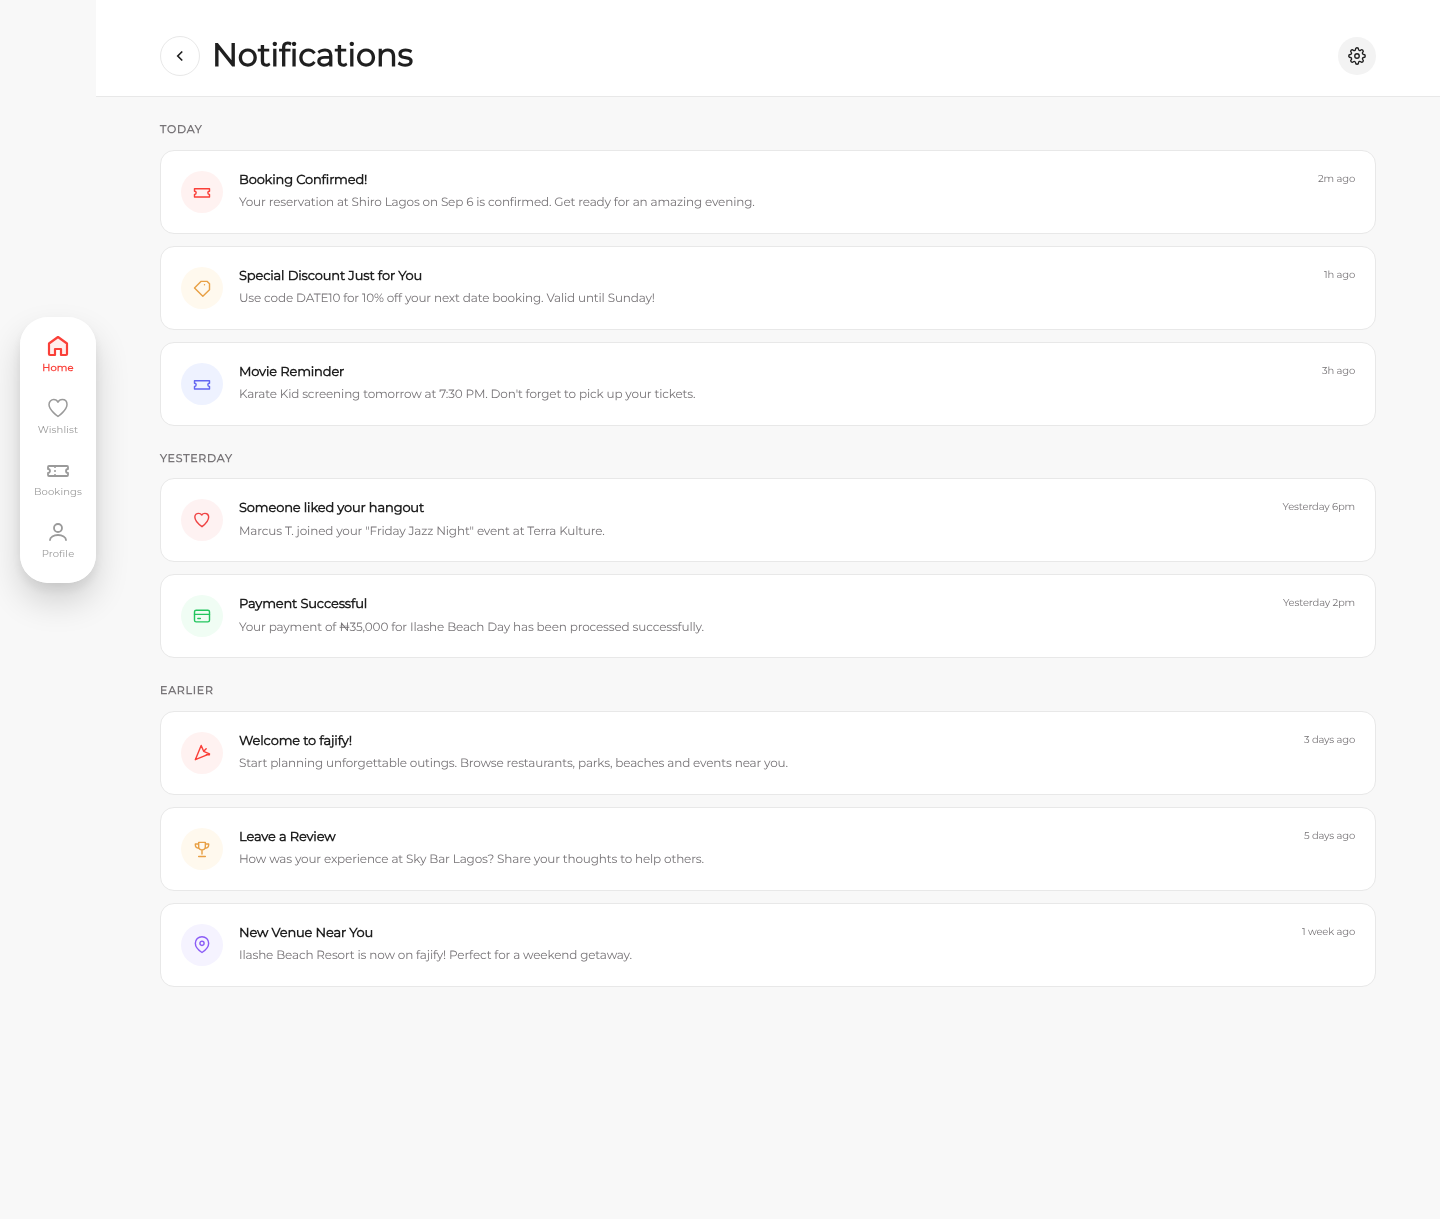 Notifications
TODAY
Booking Confirmed!
2m ago
Your reservation at Shiro Lagos on Sep 6 is confirmed. Get ready for an amazing evening.
Special Discount Just for You
1h ago
Use code DATE10 for 10% off your next date booking. Valid until Sunday!
Home
Wishlist
Bookings
Profile
Movie Reminder
3h ago
Karate Kid screening tomorrow at 7:30 PM. Don't forget to pick up your tickets.
YESTERDAY
Someone liked your hangout
Yesterday 6pm
Marcus T. joined your "Friday Jazz Night" event at Terra Kulture.
Payment Successful
Yesterday 2pm
Your payment of ₦35,000 for Ilashe Beach Day has been processed successfully.
EARLIER
Welcome to fajify!
3 days ago
Start planning unforgettable outings. Browse restaurants, parks, beaches and events near you.
Leave a Review
5 days ago
How was your experience at Sky Bar Lagos? Share your thoughts to help others.
New Venue Near You
1 week ago
Ilashe Beach Resort is now on fajify! Perfect for a weekend getaway.